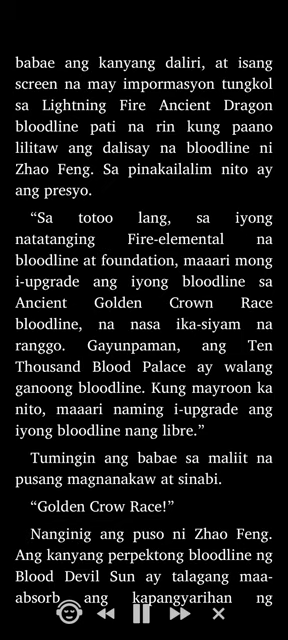 babae ang kanyang daliri, at isang
screen na may impormasyon tungkol
sa Lightning Fire Ancient Dragon
bloodline pati na rin kung paano
lilitaw ang dalisay na bloodline ni
Zhao Feng. Sa pinakailalim nito ay
ang presyo.
“Sa totoo lang, sa iyong
natatanging Fire-elemental na
bloodline at foundation, maaari mong
i-upgrade ang iyong bloodline sa
Ancient Golden Crown Race
bloodline, na nasa ika-siyam na
ranggo. Gayunpaman, ang Ten
Thousand Blood Palace ay walang
ganoong bloodline. Kung mayroon ka
nito, maaari naming i-upgrade ang
iyong bloodline nang libre.”
Tumingin ang babae sa maliit na
pusang magnanakaw at sinabi.
“Golden Crow Race!”
Nanginig ang puso ni Zhao Feng.
Ang kanyang perpektong bloodline ng
Blood Devil Sun ay talagang maa-
absorb ang kapangyarihan ng